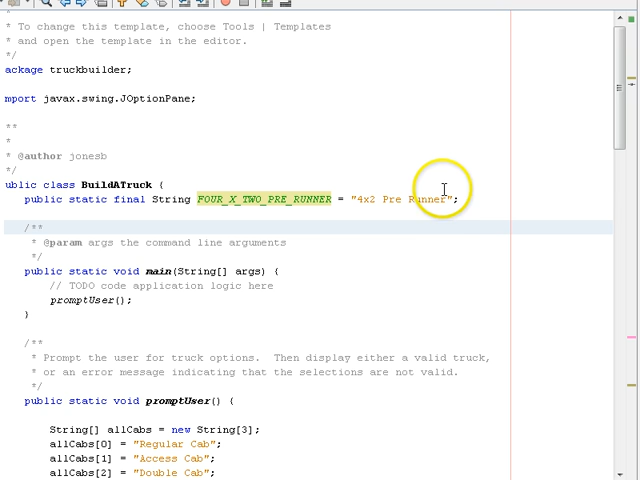 *
* To change this template, choose Tools | Templates
* and open the template in the editor.
*/
ackage truckbuilder;
mport javax.swing.JOptionPane;
**
*
* @author jonesb
*/
ublic class BuildATruck {
public static final String FOUR_X_TWO_PRE_RUNNER = "4x2 Pre Runner";
/**
* @param args the command line arguments
*/
public static void main(String[] args) {
// TODO code application logic here
promptUser();
}
/**
* Prompt the user for truck options. Then display either a valid truck,
* or an error message indicating that the selections are not valid.
*/
public static void promptUser() {
String[] allCabs = new String[3];
allCabs[0] = "Regular Cab";
allCabs[1] = "Access Cab";
allCabs[2] = "Double Cab";